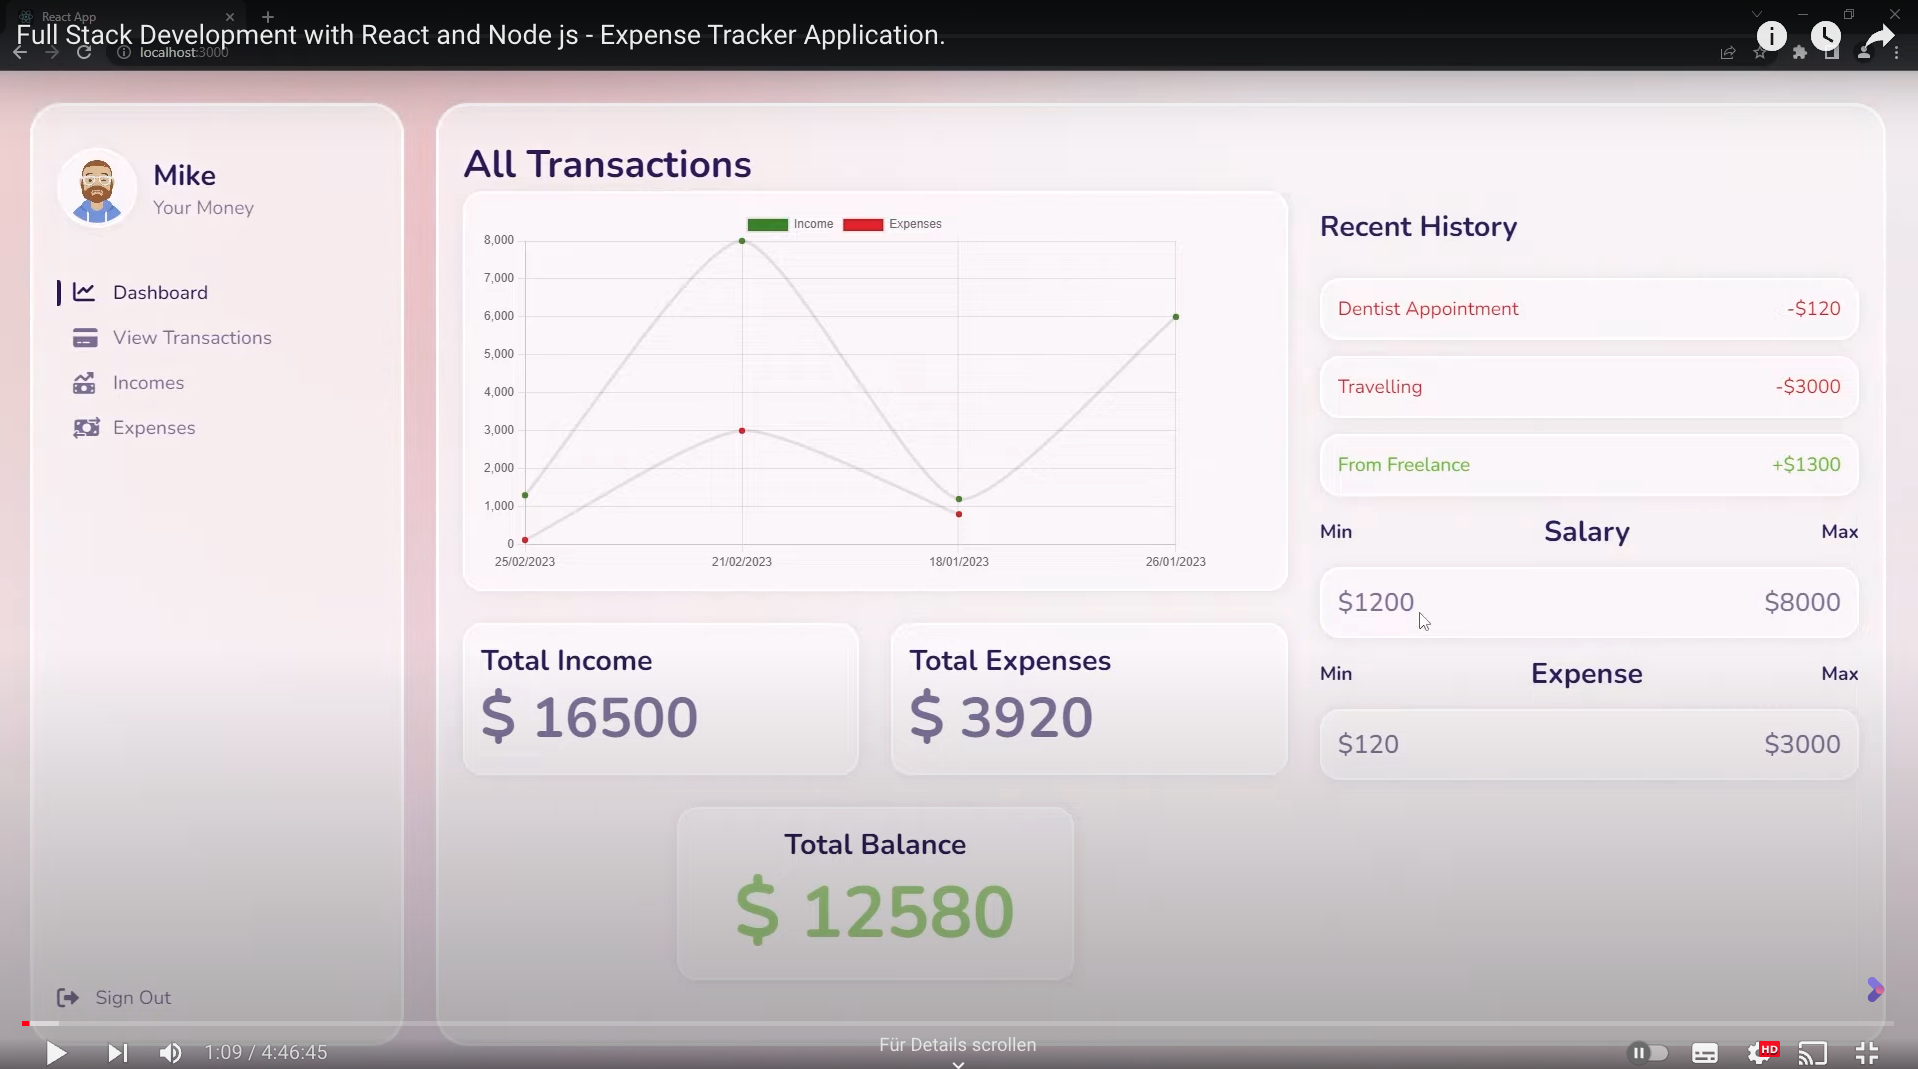 React App
Full Stack Development with React and Node js - Expense Tracker Application.
localhost:3000
Mike
Your Money
Dashboard
View Transactions
Incomes
Expenses
Sign Out
All Transactions
Income Expenses
8,000
7,000
6,000
5,000
4,000
3,000
2,000
1,000
0
25/02/2023 21/02/2023 18/01/2023 26/01/2023
Total Income
$ 16500
Total Expenses
$ 3920
Total Balance
$ 12580
Recent History
Dentist Appointment -$120
Travelling -$3000
From Freelance +$1300
Min Salary Max
$1200 $8000
Min Expense Max
$120 $3000
1:09 / 4:46:45
Für Details scrollen
HD